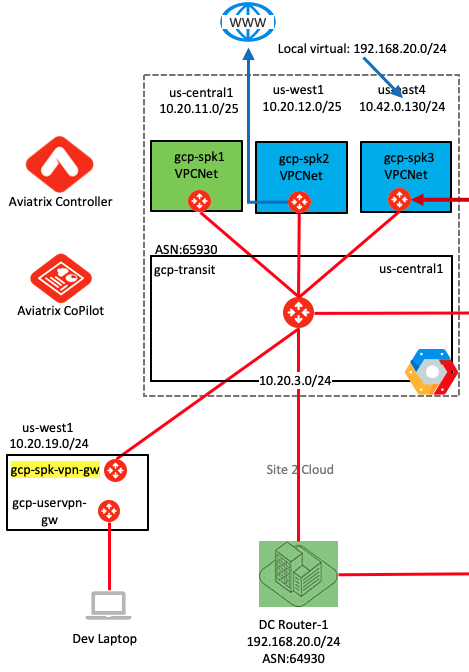 WWW
Local virtual: 192.168.20.0/24
us-central1
10.20.11.0/25
us-west1
10.20.12.0/25
us-east4
10.42.0.130/24
gcp-spk1
VPCNet
gcp-spk2
VPCNet
gcp-spk3
VPCNet
Aviatrix Controller
ASN:65930
gcp-transit
us-central1
Aviatrix CoPilot
10.20.3.0/24
us-west1
10.20.19.0/24
gcp-spk-vpn-gw
gcp-uservpn-
gw
Site 2 Cloud
Dev Laptop
DC Router-1
192.168.20.0/24
ASN:64930